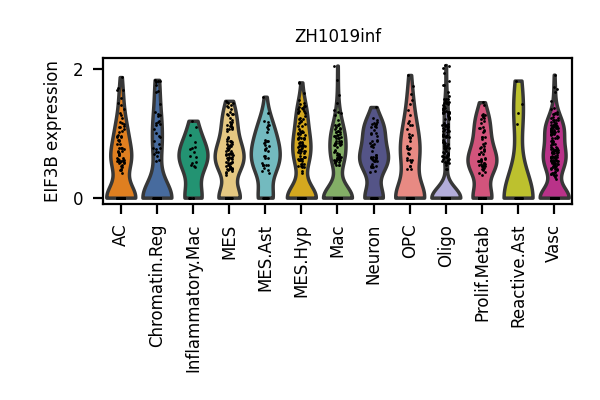 ZH1019inf
EIF3B expression
2
0
AC
Chromatin.Reg
Inflammatory.Mac
MES
MES.Ast
MES.Hyp
Mac
Neuron
OPC
Oligo
Prolif.Metab
Reactive.Ast
Vasc